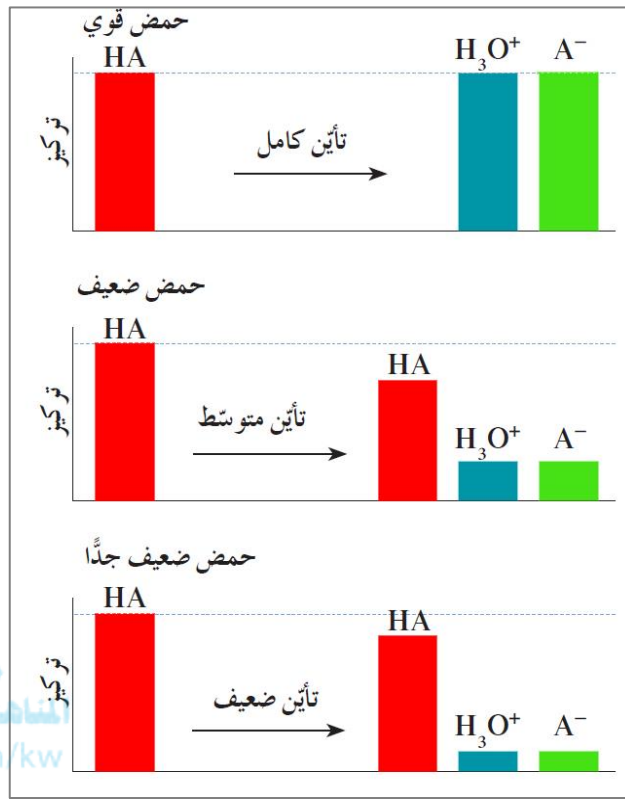 حمض قوي
HA
H₃O⁺ A⁻
تركيز
تأيّن كامل
حمض ضعيف
HA
HA
H₃O⁺ A⁻
تركيز
تأيّن متوسّط
حمض ضعيف جدًّا
HA
HA
H₃O⁺ A⁻
تركيز
تأيّن ضعيف
/kw